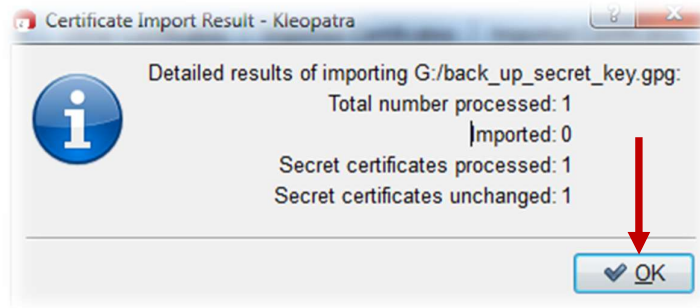 Certificate Import Result - Kleopatra
Detailed results of importing G:/back_up_secret_key.gpg:
Total number processed: 1
Imported: 0
Secret certificates processed: 1
Secret certificates unchanged: 1
OK